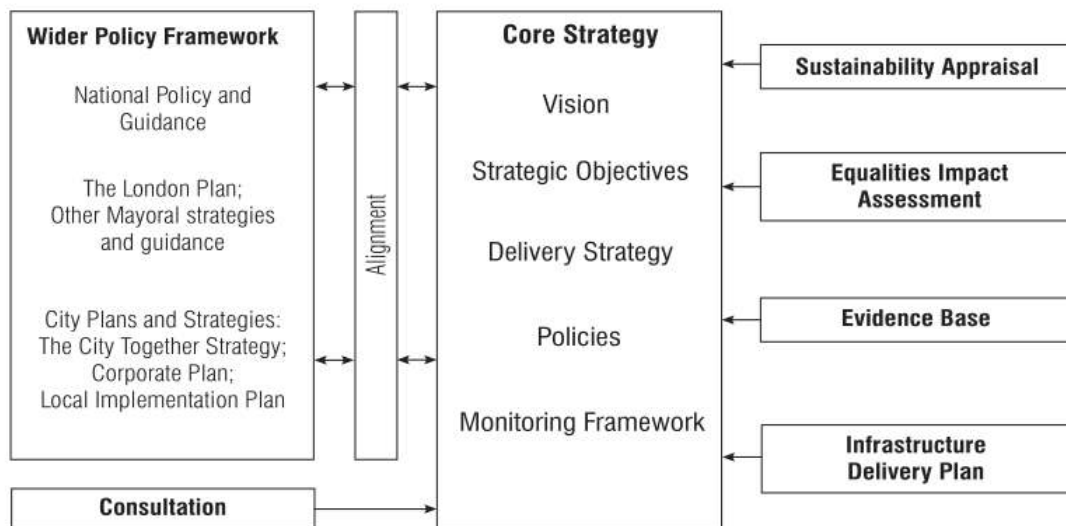 Wider Policy Framework
National Policy and
Guidance
The London Plan;
Other Mayoral strategies
and guidance
City Plans and Strategies:
The City Together Strategy;
Corporate Plan;
Local Implementation Plan
Consultation
Alignment
Core Strategy
Vision
Strategic Objectives
Delivery Strategy
Policies
Monitoring Framework
Sustainability Appraisal
Equalities Impact
Assessment
Evidence Base
Infrastructure
Delivery Plan